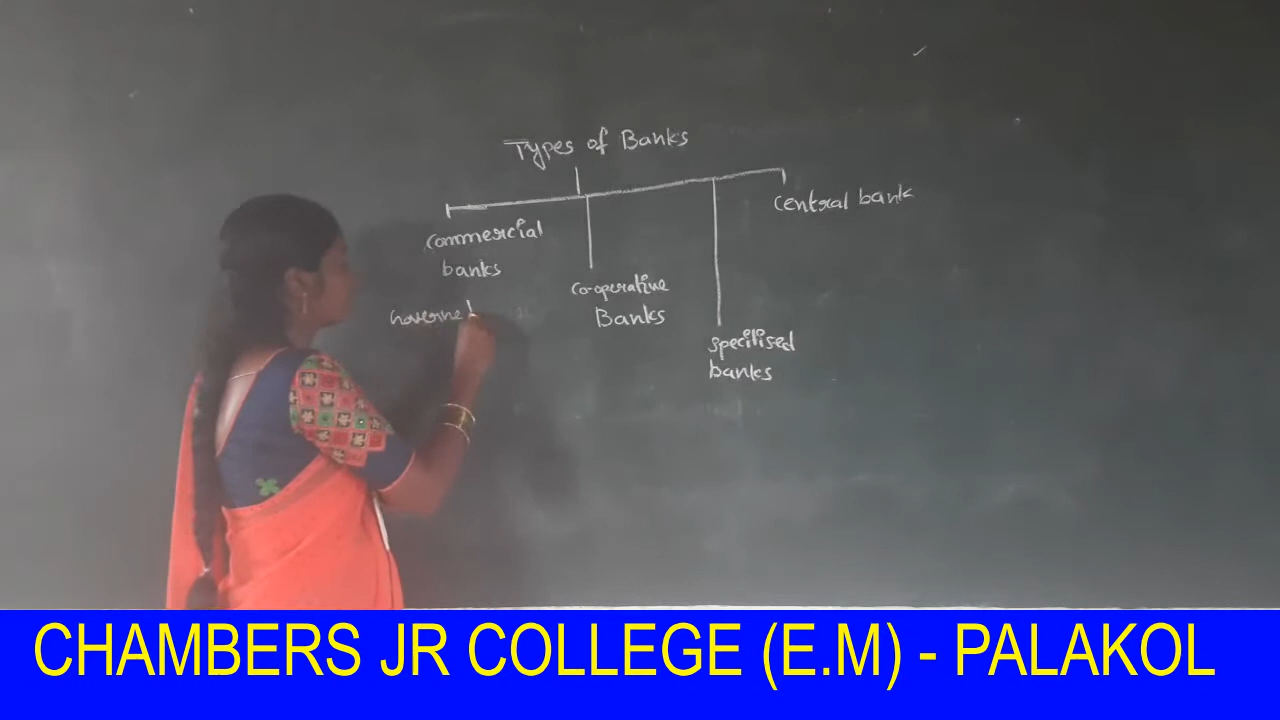 Types of Banks
commercial
banks
co-operative
Banks
specilised
banks
central bank
CHAMBERS JR COLLEGE (E.M) - PALAKOL